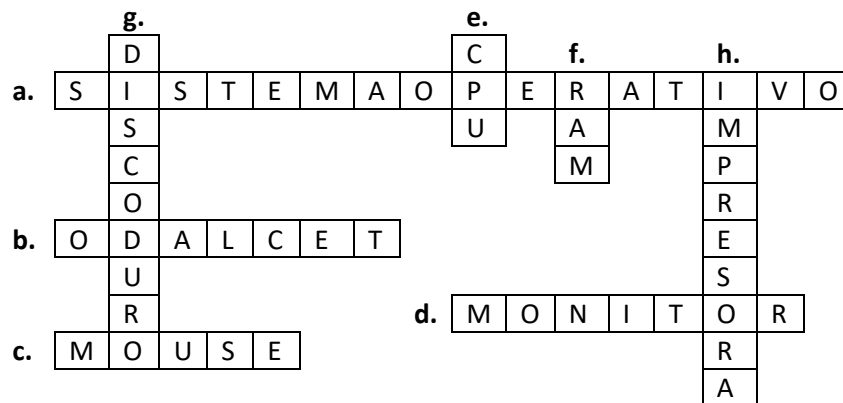 g. e.
D C f. h.
a. S I S T E M A O P E R A T I V O
S U A M
C M P
O R
b. O D A L C E T E
U S
R d. M O N I T O R
c. M O U S E R
A